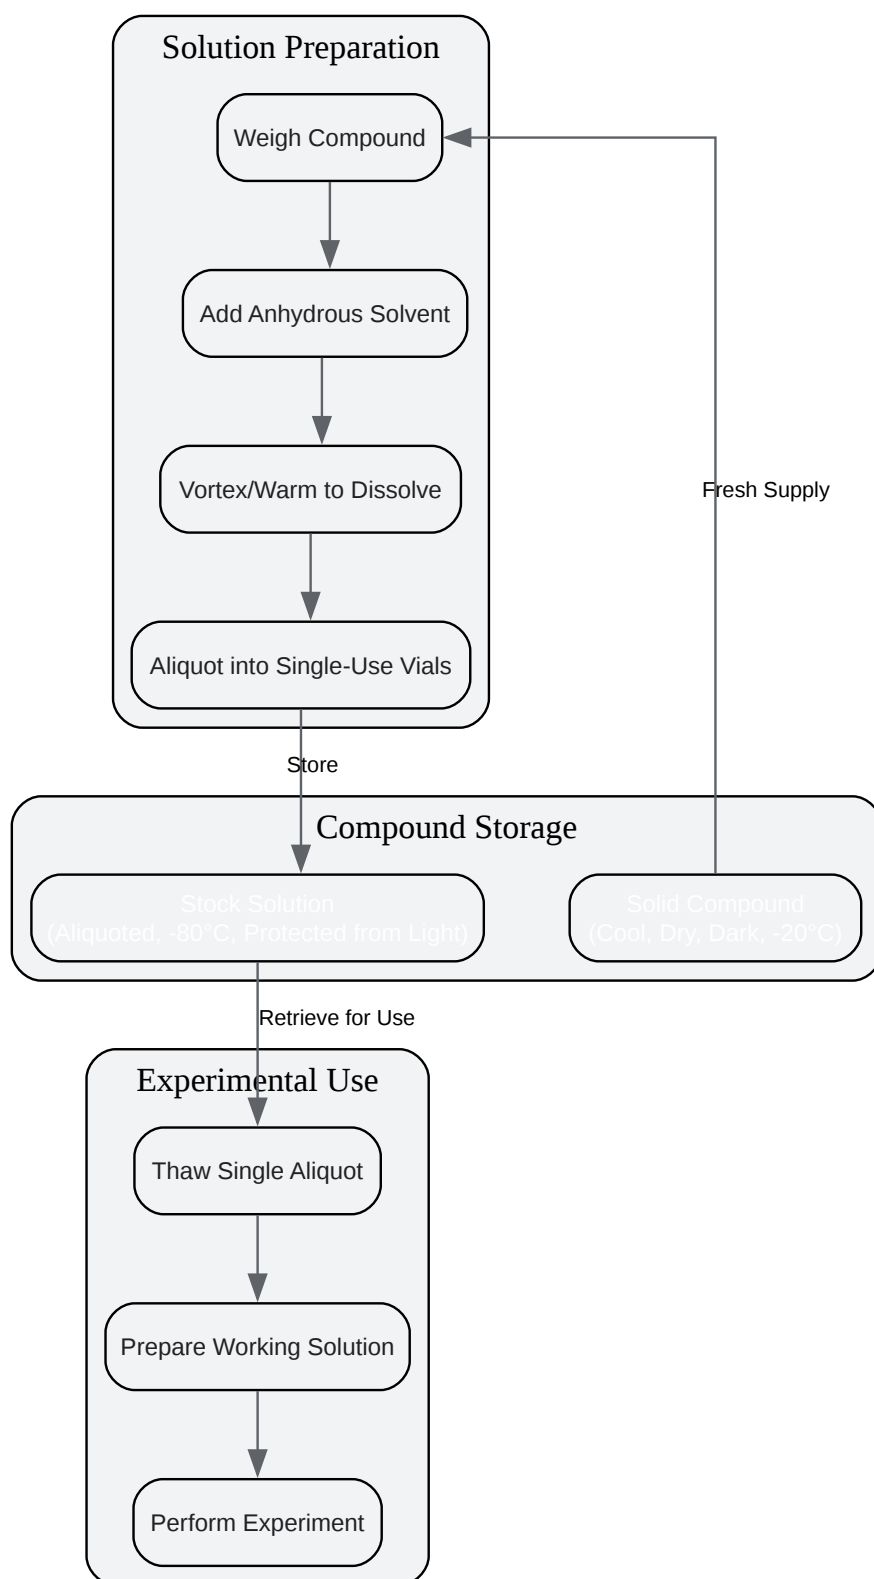 Solution Preparation
Weigh Compound
Add Anhydrous Solvent
Vortex/Warm to Dissolve
Fresh Supply
Aliquot into Single-Use Vials
Store
Compound Storage
Stock Solution
(Aliquoted, -80°C, Protected from Light)
Solid Compound
(Cool, Dry, Dark, -20°C)
Retrieve for Use
Experimental Use
Thaw Single Aliquot
Prepare Working Solution
Perform Experiment